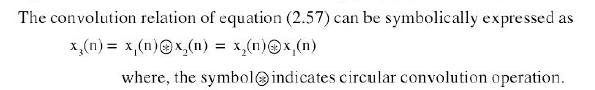 The convolution relation of equation (2.57) can be symbolically expressed as
x₃(n) = x₁(n)⊛x₂(n) = x₂(n)⊛x₁(n)
where, the symbol⊛indicates circular convolution operation.